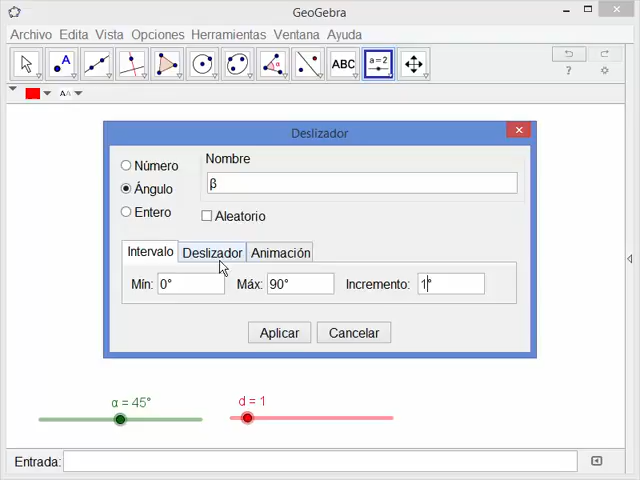 GeoGebra
Archivo Edita Vista Opciones Herramientas Ventana Ayuda
A α ABC a=2 ?
AA
Deslizador
Número
Nombre
Ángulo
β
Entero
Aleatorio
Intervalo Deslizador Animación
Mín: 0° Máx: 90° Incremento: 1°
Aplicar Cancelar
α = 45° d = 1
Entrada: